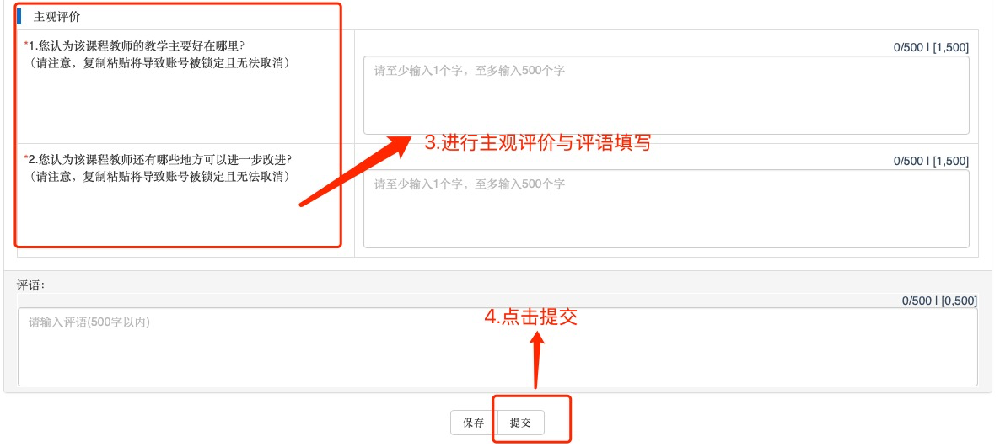 主观评价
*1.您认为该课程教师的教学主要好在哪里?
（请注意，复制粘贴将导致账号被锁定且无法取消）
0/500 | [1,500]
请至少输入1个字，至多输入500个字
3.进行主观评价与评语填写
*2.您认为该课程教师还有哪些地方可以进一步改进?
（请注意，复制粘贴将导致账号被锁定且无法取消）
0/500 | [1,500]
请至少输入1个字，至多输入500个字
评语：
0/500 | [0,500]
请输入评语(500字以内)
4.点击提交
保存 提交